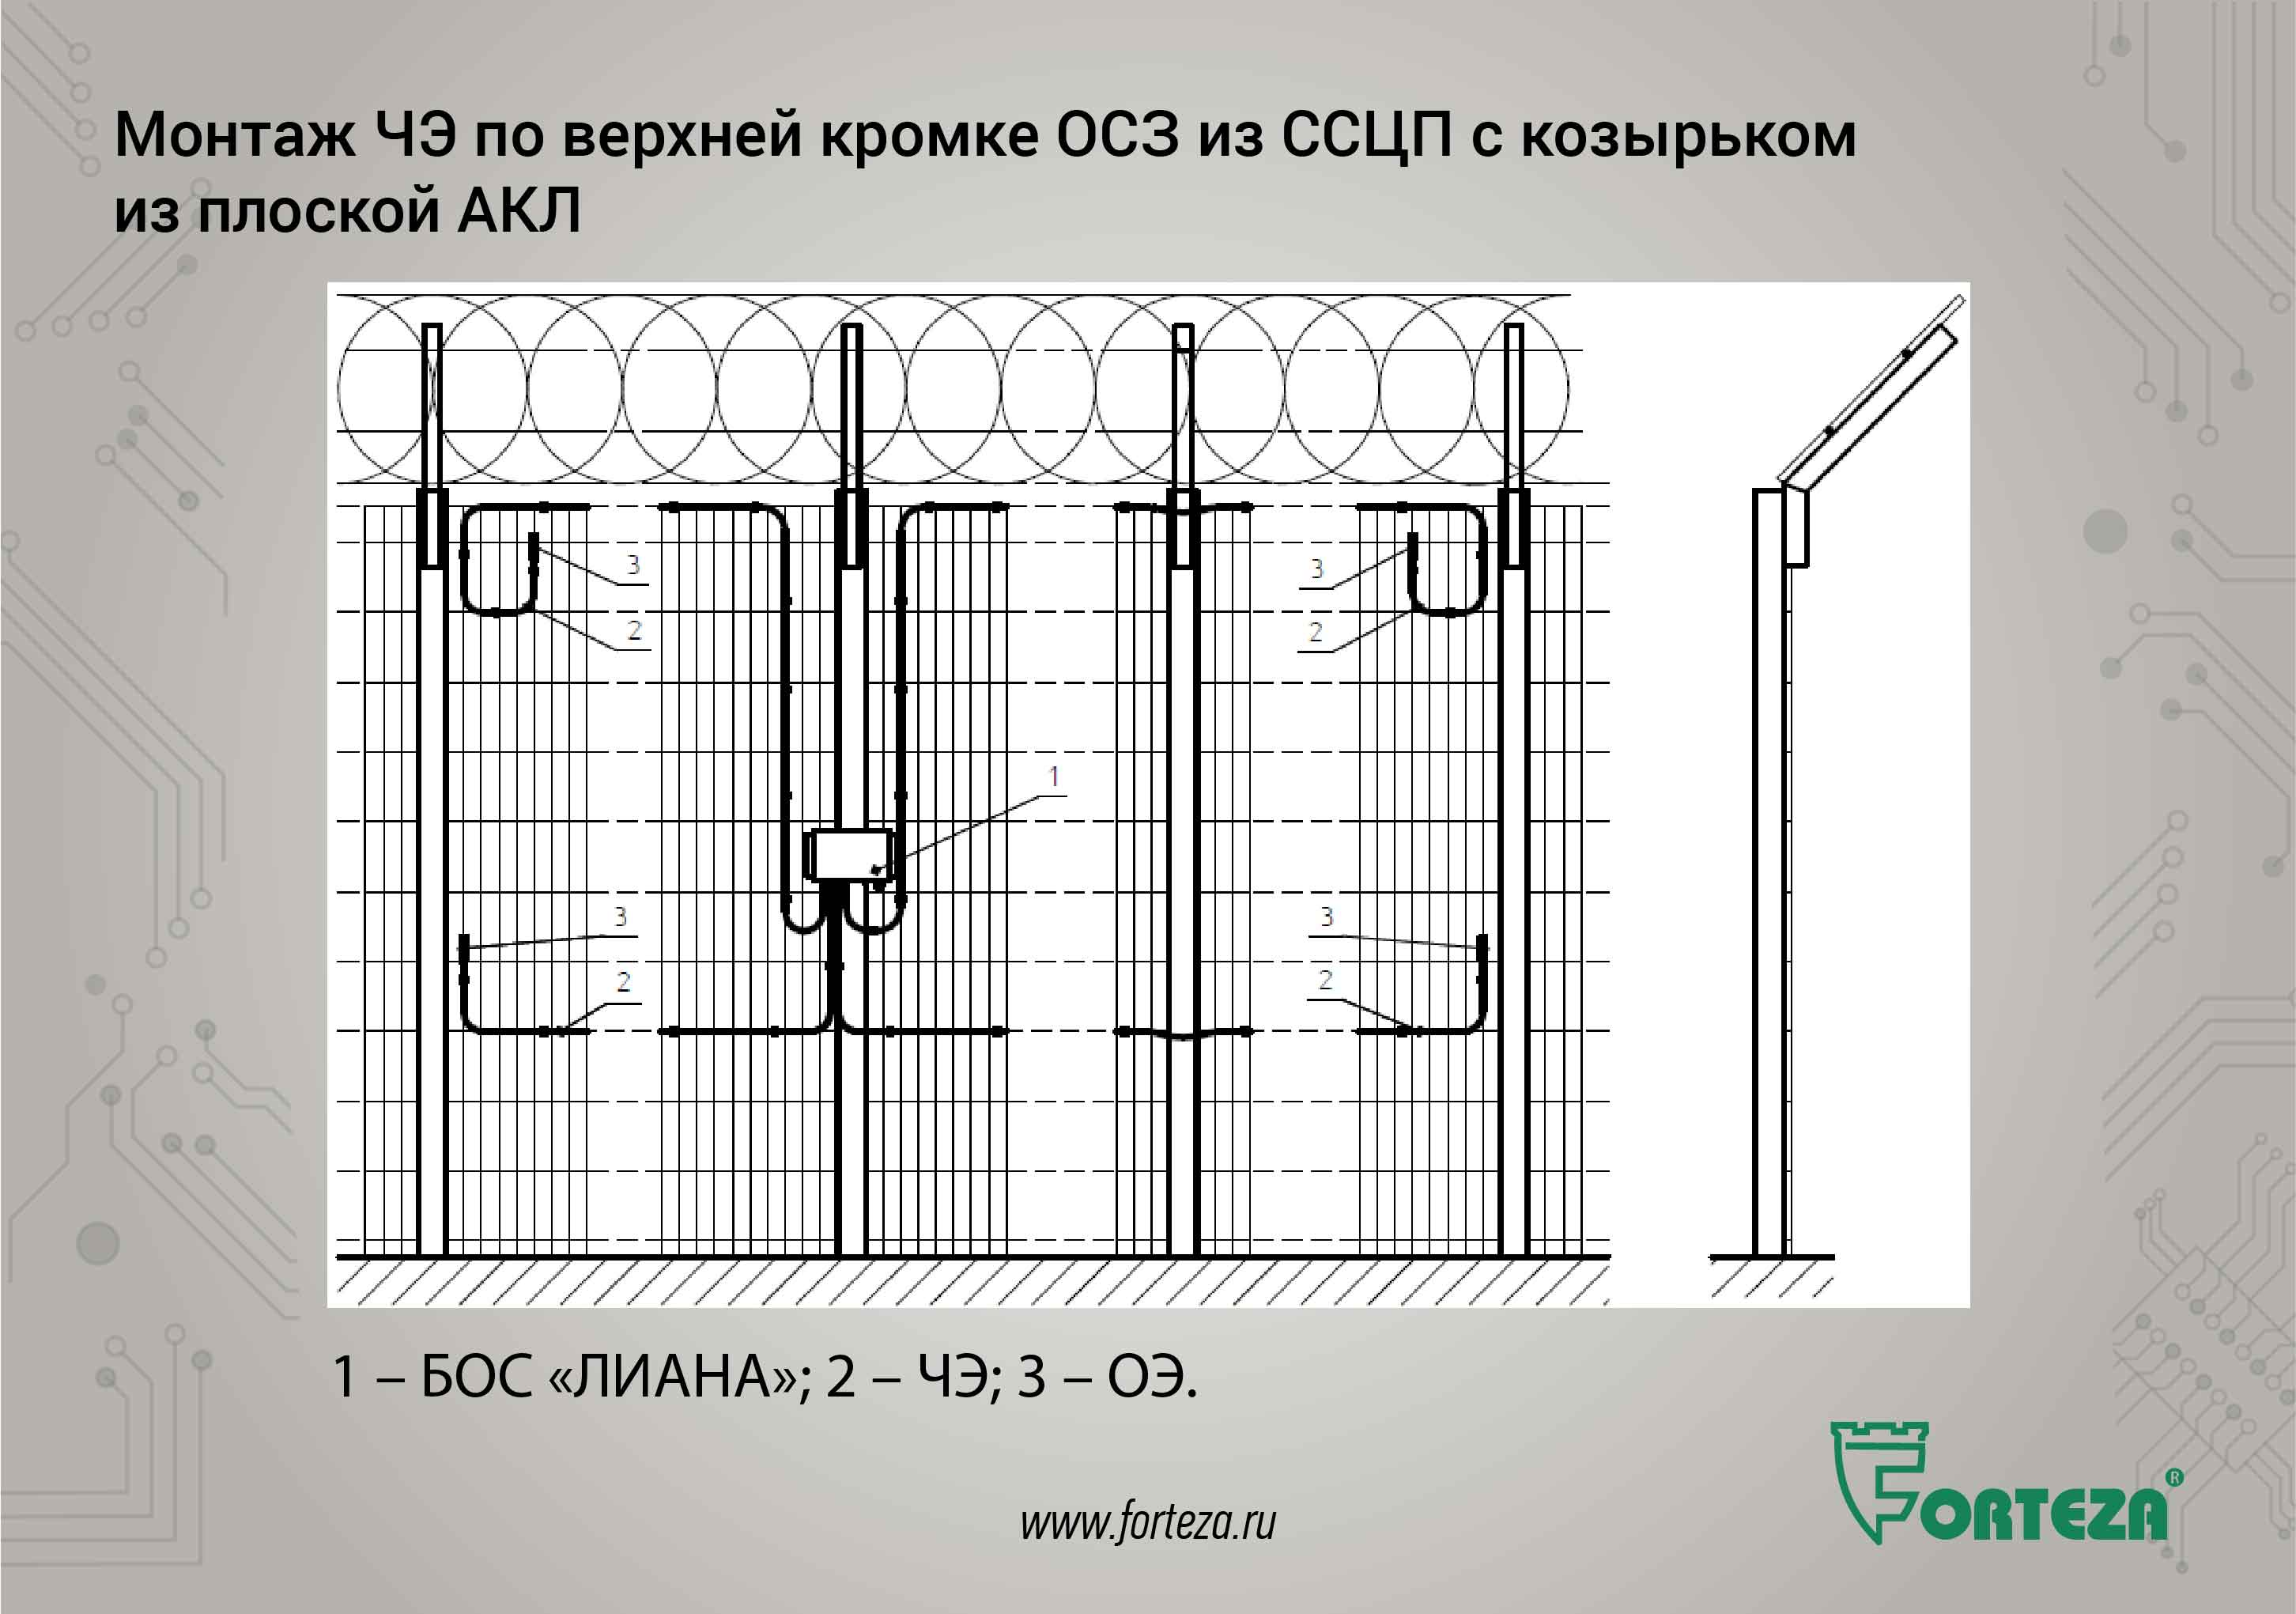 Монтаж ЧЭ по верхней кромке ОСЗ из ССЦП с козырьком
из плоской АКЛ
3
3
2
2
1
3
3
2
2
1 – БОС «ЛИАНА»; 2 – ЧЭ; 3 – ОЭ.
www.forteza.ru
FORTEZA®